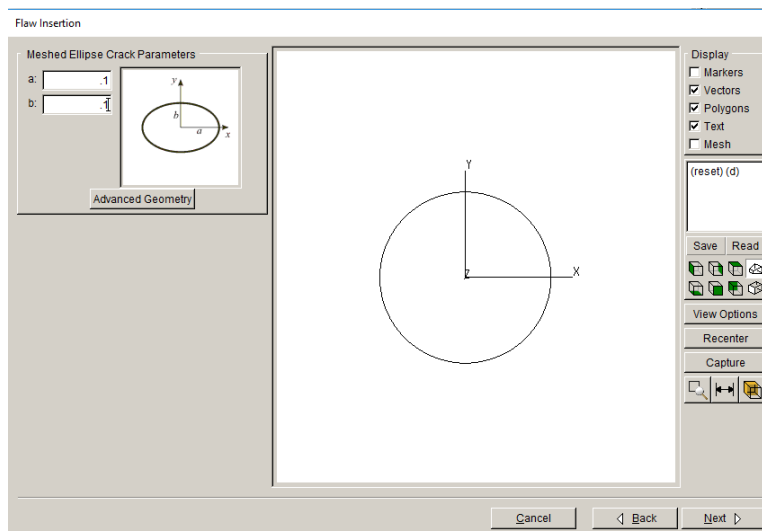 Flaw Insertion
Meshed Ellipse Crack Parameters
a: .1
b: .1
y
b
a
x
Advanced Geometry
Y
Z
X
Display
Markers
Vectors
Polygons
Text
Mesh
(reset) (d)
Save Read
View Options
Recenter
Capture
Cancel Back Next